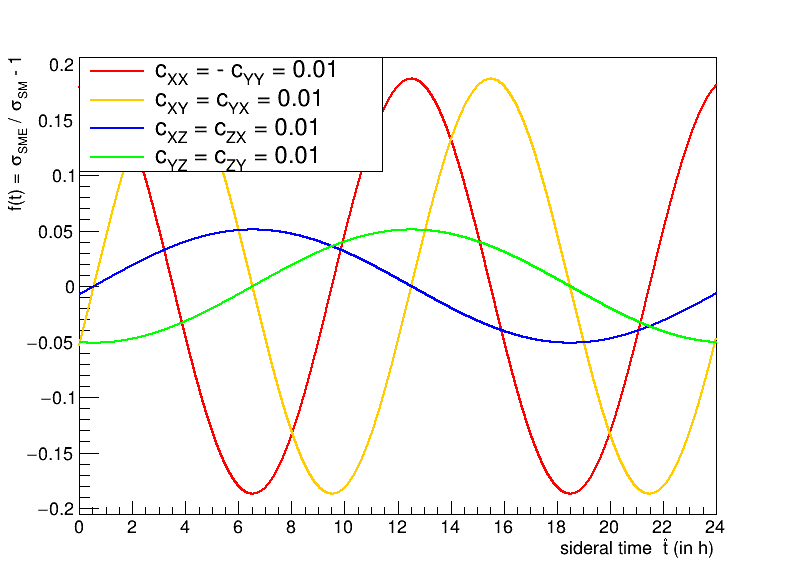 f(t) = σ_SME / σ_SM - 1
0.2
0.15
0.1
0.05
0
−0.05
−0.1
−0.15
−0.2
c_XX = - c_YY = 0.01
c_XY = c_YX = 0.01
c_XZ = c_ZX = 0.01
c_YZ = c_ZY = 0.01
0 2 4 6 8 10 12 14 16 18 20 22 24
sideral time t̂ (in h)